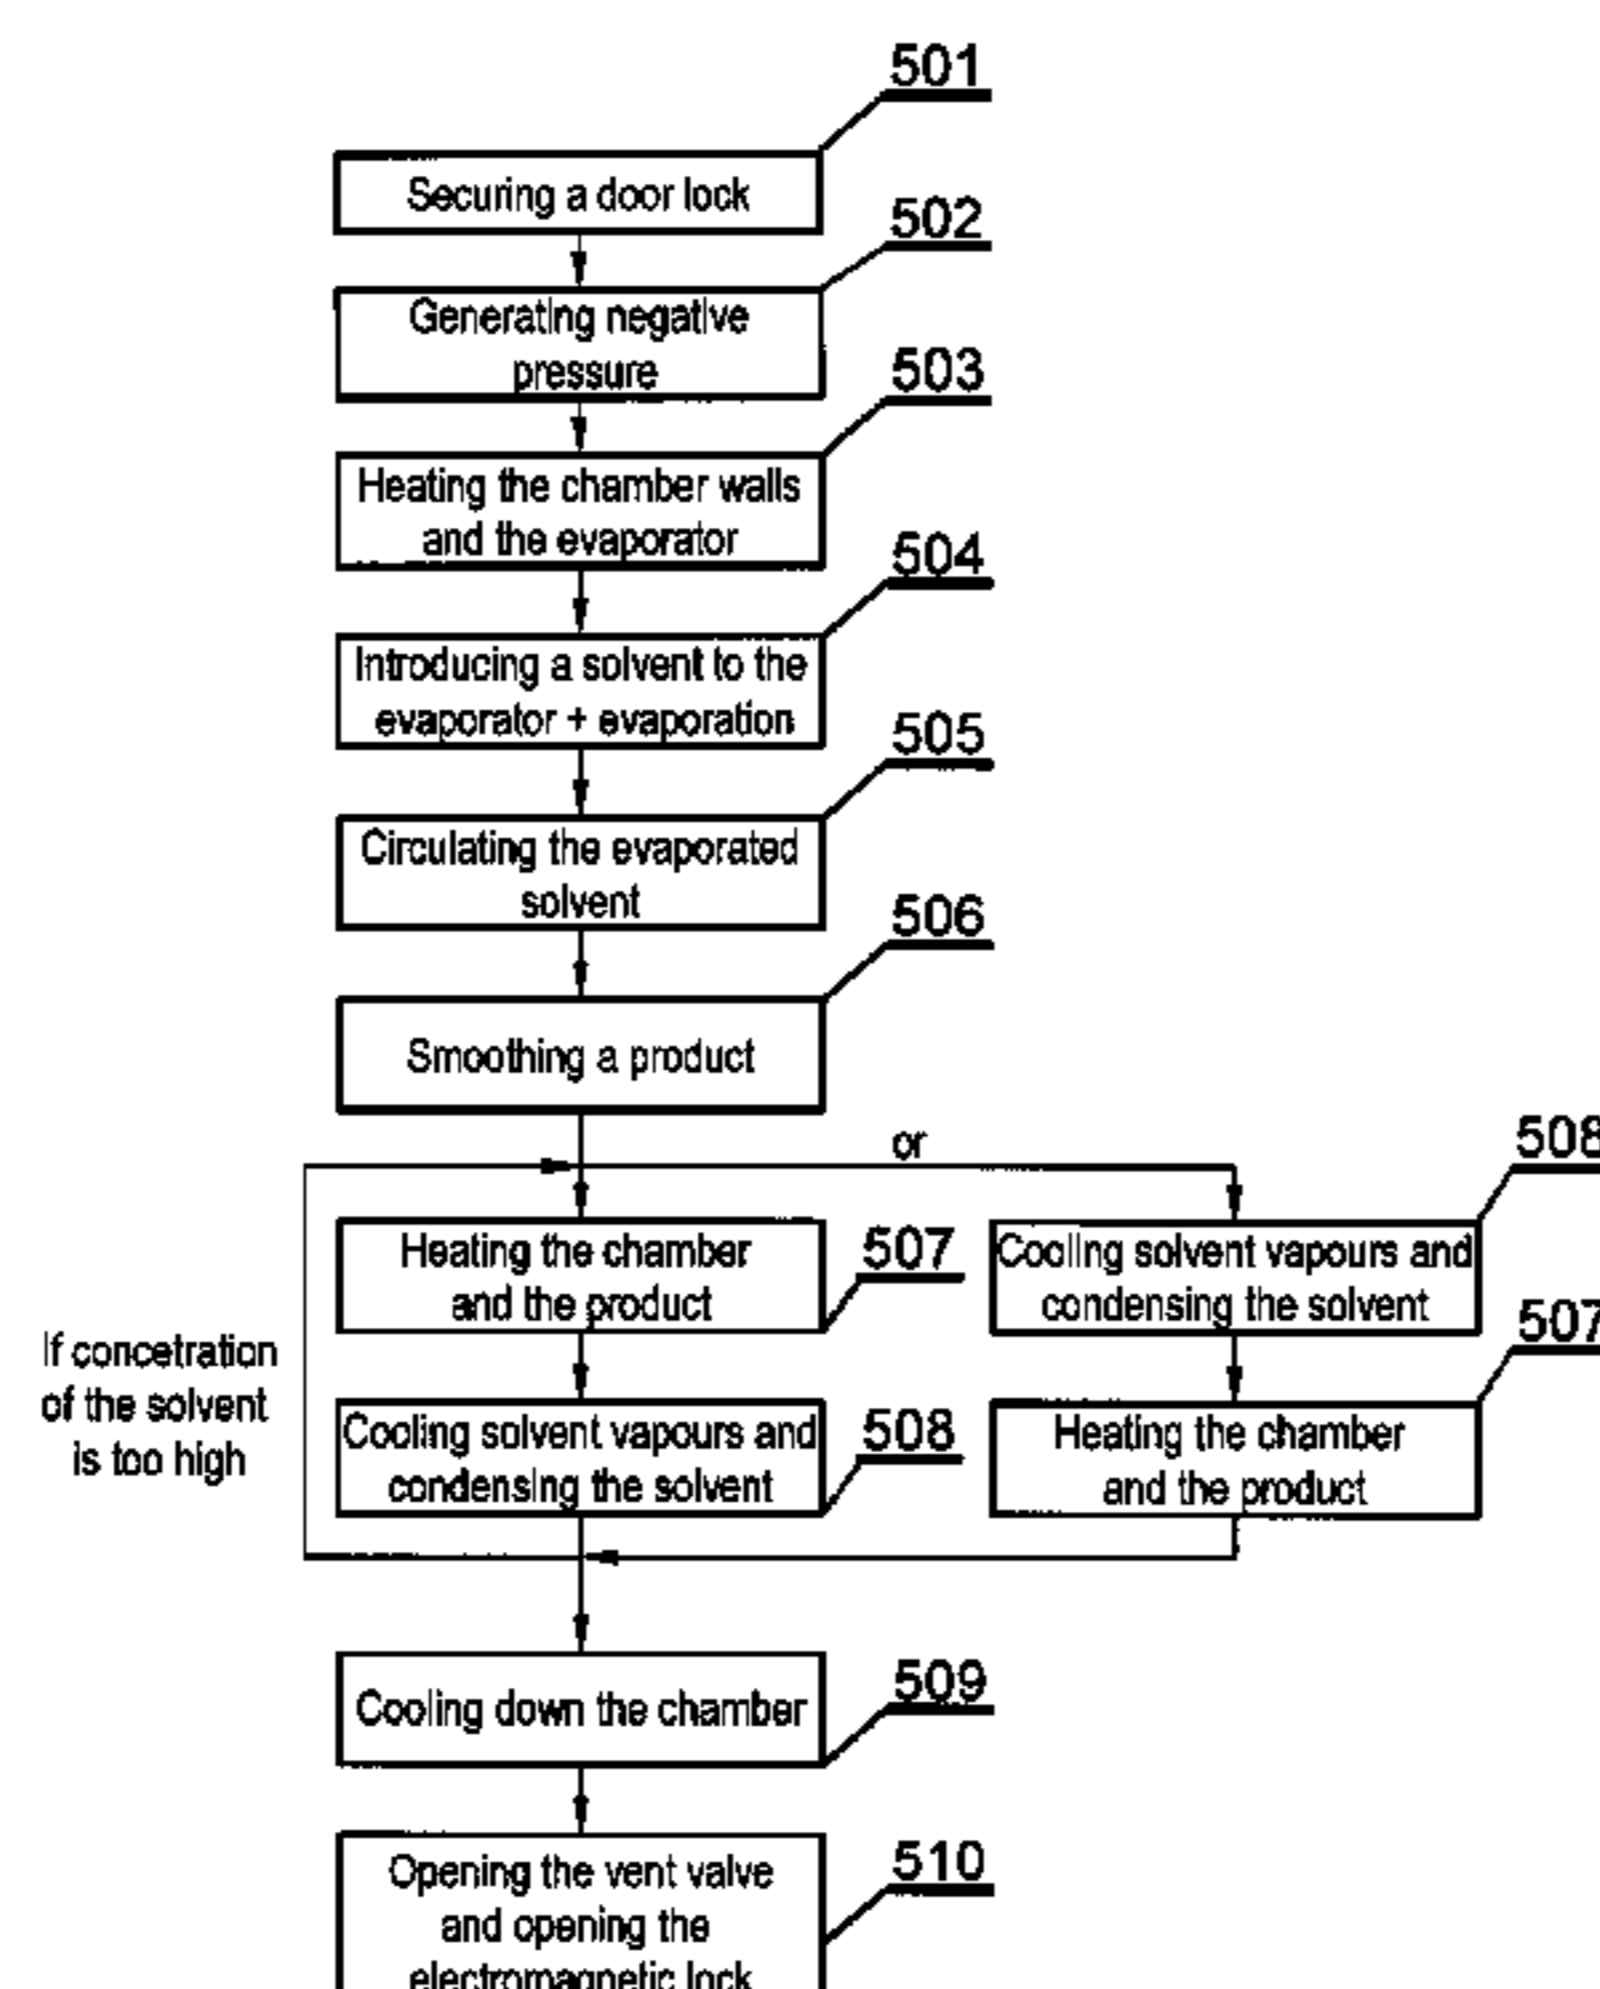 501
Securing a door lock
502
Generating negative
pressure
503
Heating the chamber walls
and the evaporator
504
Introducing a solvent to the
evaporator + evaporation
505
Circulating the evaporated
solvent
506
Smoothing a product
or
508
Heating the chamber
and the product
507
Cooling solvent vapours and
condensing the solvent
507
If concetration
of the solvent
is too high
Cooling solvent vapours and
condensing the solvent
508
Heating the chamber
and the product
Cooling down the chamber
509
Opening the vent valve
and opening the
electromagnetic lock
510